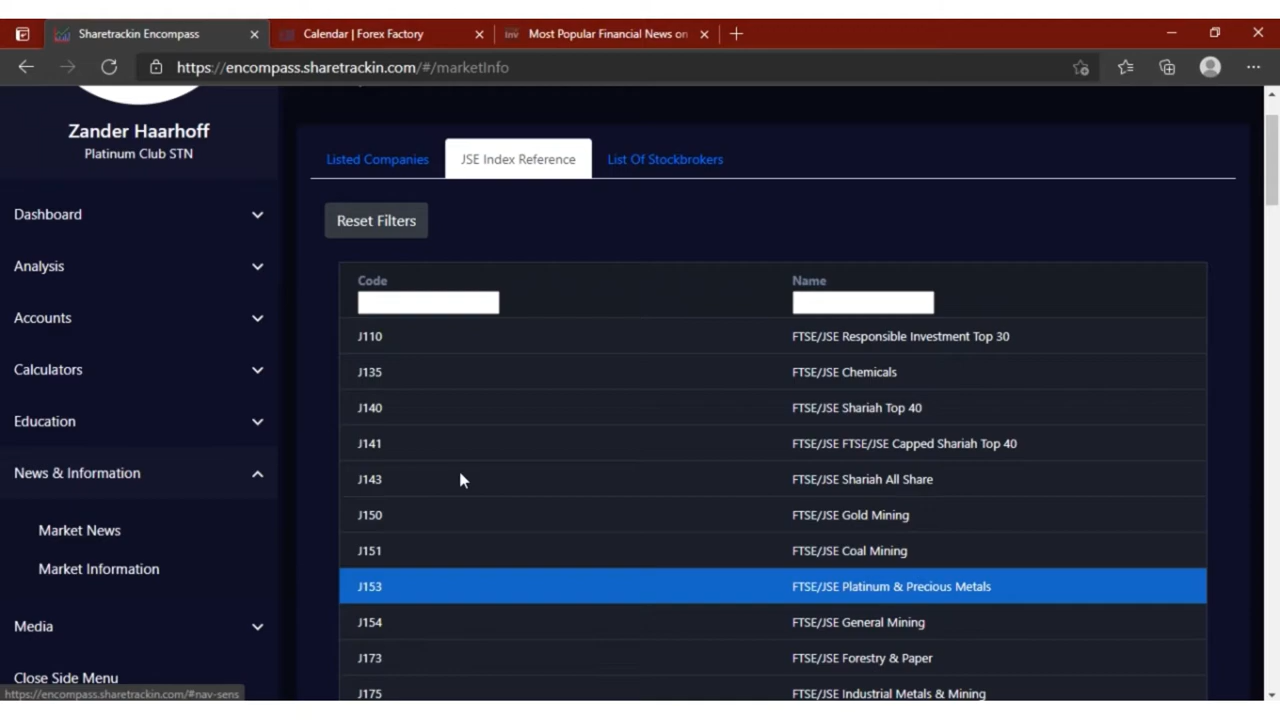 Sharetrackin Encompass
Calendar | Forex Factory
inv Most Popular Financial News on
https://encompass.sharetrackin.com/#/marketInfo
Zander Haarhoff
Platinum Club STN
Dashboard
Analysis
Accounts
Calculators
Education
News & Information
Market News
Market Information
Media
Close Side Menu
https://encompass.sharetrackin.com/#nav-sens
Listed Companies JSE Index Reference List Of Stockbrokers
Reset Filters
Code Name
J110 FTSE/JSE Responsible Investment Top 30
J135 FTSE/JSE Chemicals
J140 FTSE/JSE Shariah Top 40
J141 FTSE/JSE FTSE/JSE Capped Shariah Top 40
J143 FTSE/JSE Shariah All Share
J150 FTSE/JSE Gold Mining
J151 FTSE/JSE Coal Mining
J153 FTSE/JSE Platinum & Precious Metals
J154 FTSE/JSE General Mining
J173 FTSE/JSE Forestry & Paper
J175 FTSE/JSE Industrial Metals & Mining